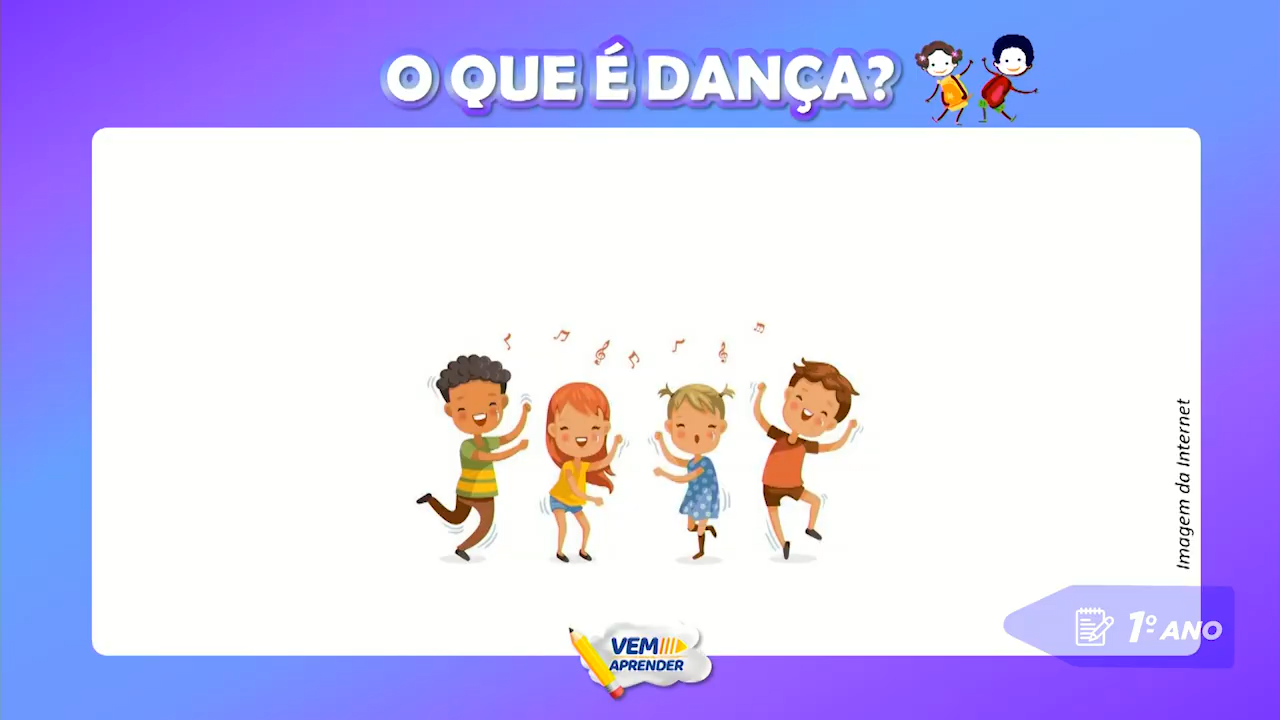 O QUE É DANÇA?
Imagem da Internet
1º ANO
VEM
APRENDER